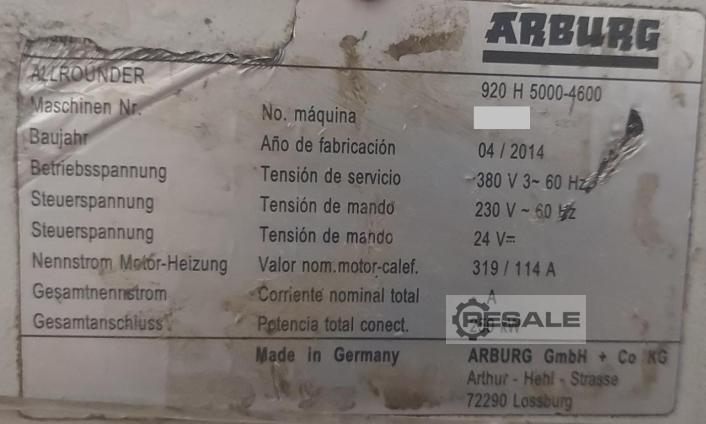 ARBURG
ALLROUNDER 920 H 5000-4600
Maschinen Nr. No. máquina
Baujahr Año de fabricación 04 / 2014
Betriebsspannung Tensión de servicio 380 V 3~ 60 Hz
Steuerspannung Tensión de mando 230 V ~ 60 Hz
Steuerspannung Tensión de mando 24 V⎓
Nennstrom Motor-Heizung Valor nom.motor-calef. 319 / 114 A
Gesamtnennstrom Corriente nominal total A
Gesamtanschluss Potencia total conect. kW
RESALE
Made in Germany ARBURG GmbH + Co KG
Arthur - Hehl - Strasse
72290 Lossburg